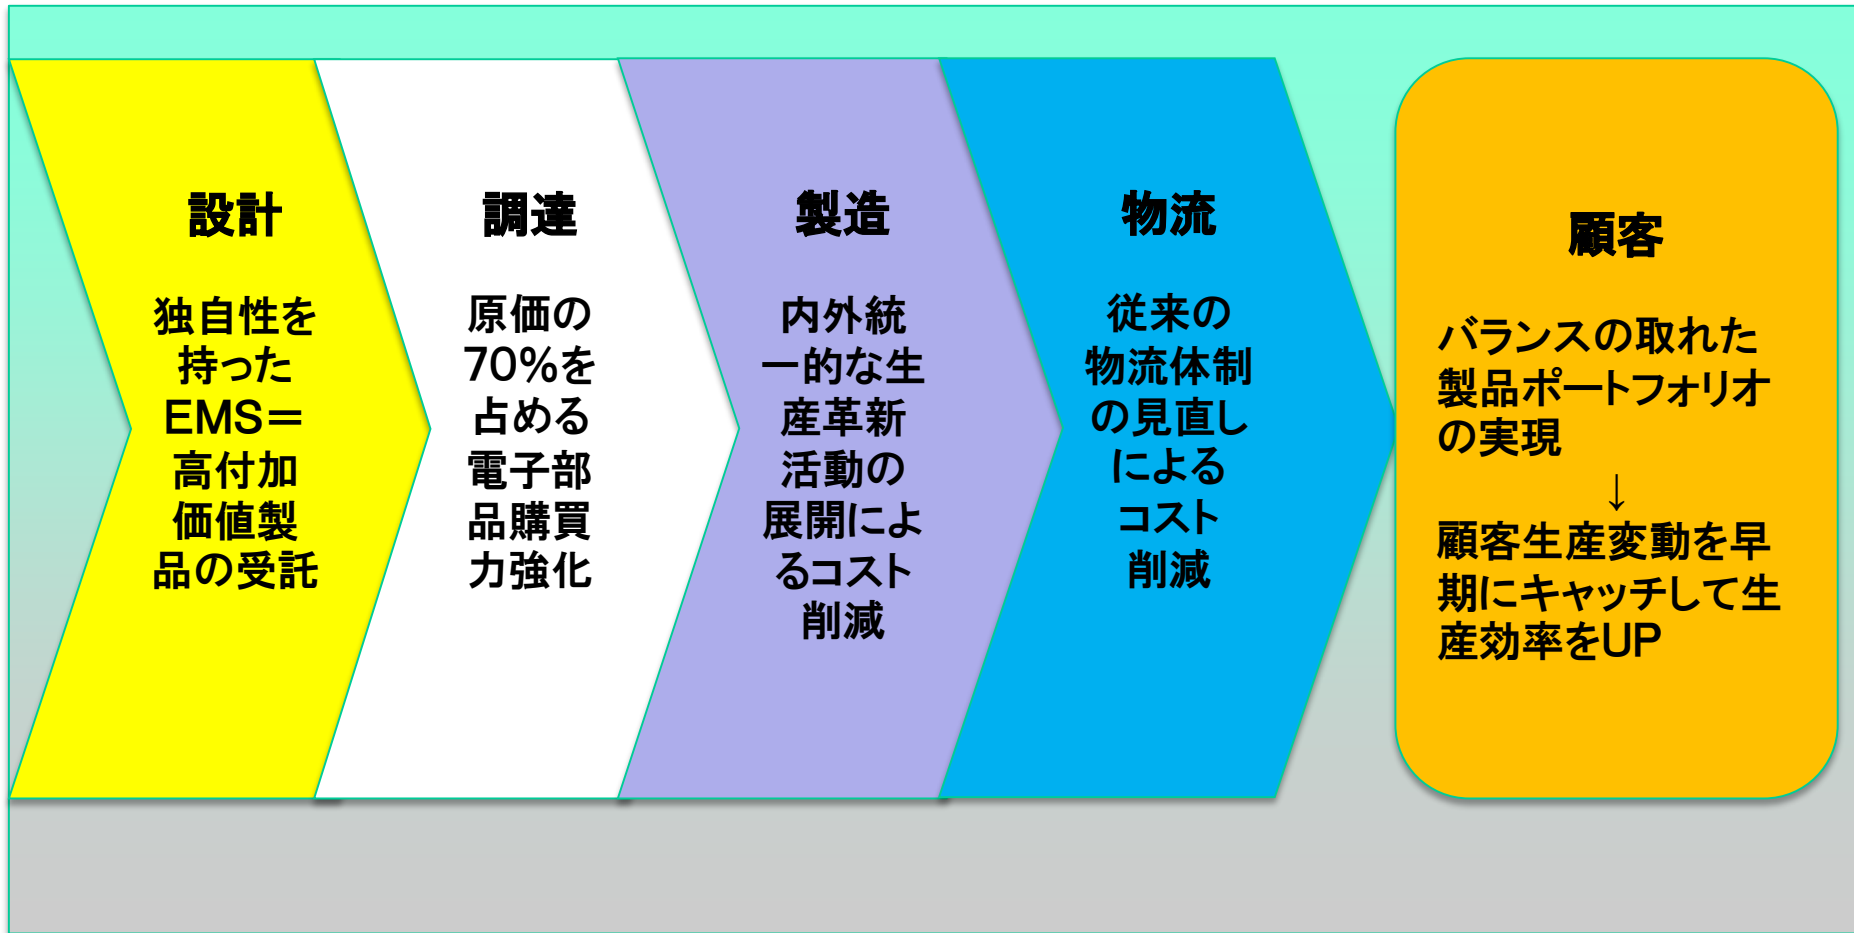 設計
独自性を
持った
EMS＝
高付加
価値製
品の受託
調達
原価の
70%を
占める
電子部
品購買
力強化
製造
内外統
一的な生
産革新
活動の
展開によ
るコスト
削減
物流
従来の
物流体制
の見直し
による
コスト
削減
顧客
バランスの取れた
製品ポートフォリオ
の実現
↓
顧客生産変動を早
期にキャッチして生
産効率をUP